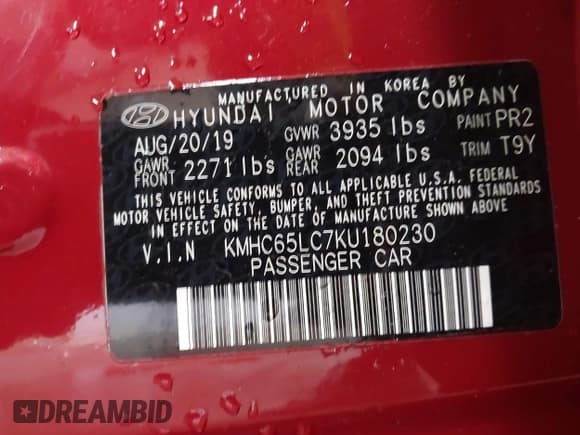 MANUFACTURED IN KOREA BY
HYUNDAI MOTOR COMPANY
AUG/20/19 GVWR 3935 lbs PAINT PR2
GAWR FRONT 2271 lbs GAWR REAR 2094 lbs TRIM T9Y
THIS VEHICLE CONFORMS TO ALL APPLICABLE U.S.A. FEDERAL
MOTOR VEHICLE SAFETY, BUMPER, AND THEFT PREVENTION STANDARDS
IN EFFECT ON THE DATE OF MANUFACTURE SHOWN ABOVE.
V.I.N KMHC65LC7KU180230
PASSENGER CAR
DREAMBID